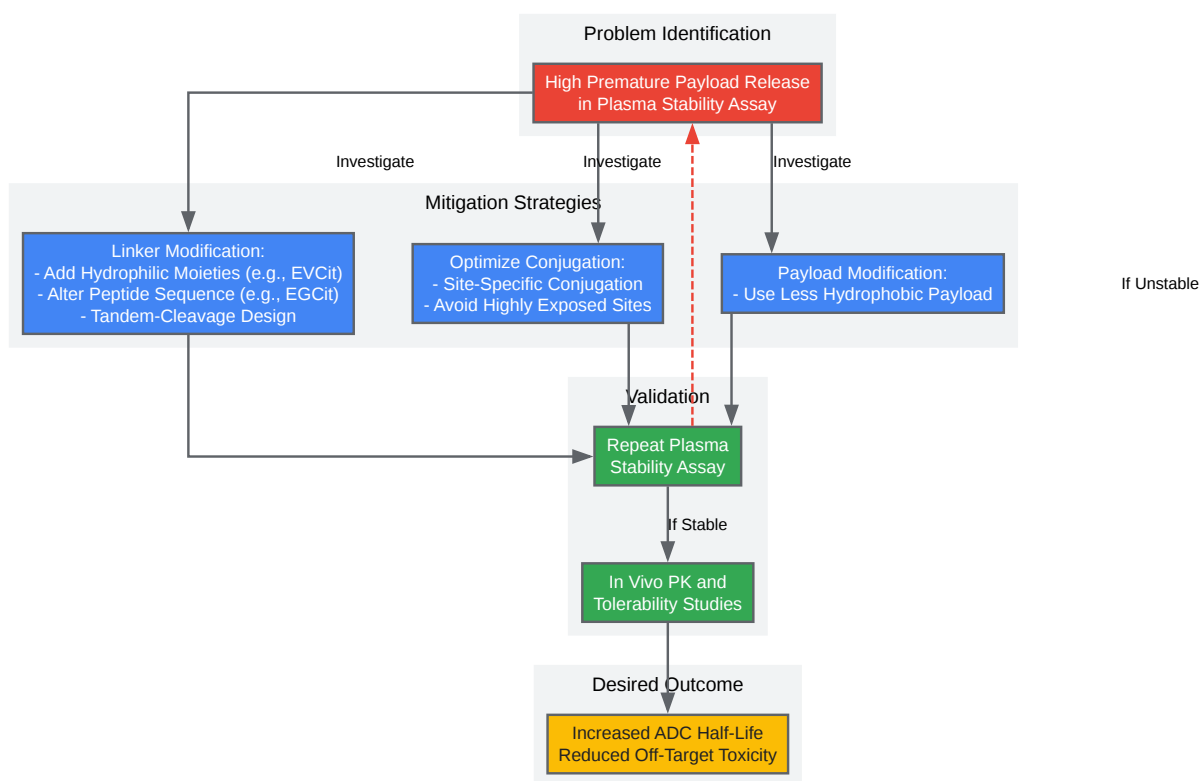 Problem Identification
High Premature Payload Release
in Plasma Stability Assay
Investigate
Investigate
Investigate
Mitigation Strategies
Linker Modification:
- Add Hydrophilic Moieties (e.g., EVCit)
- Alter Peptide Sequence (e.g., EGCit)
- Tandem-Cleavage Design
Optimize Conjugation:
- Site-Specific Conjugation
- Avoid Highly Exposed Sites
Payload Modification:
- Use Less Hydrophobic Payload
If Unstable
Validation
Repeat Plasma
Stability Assay
If Stable
In Vivo PK and
Tolerability Studies
Desired Outcome
Increased ADC Half-Life
Reduced Off-Target Toxicity